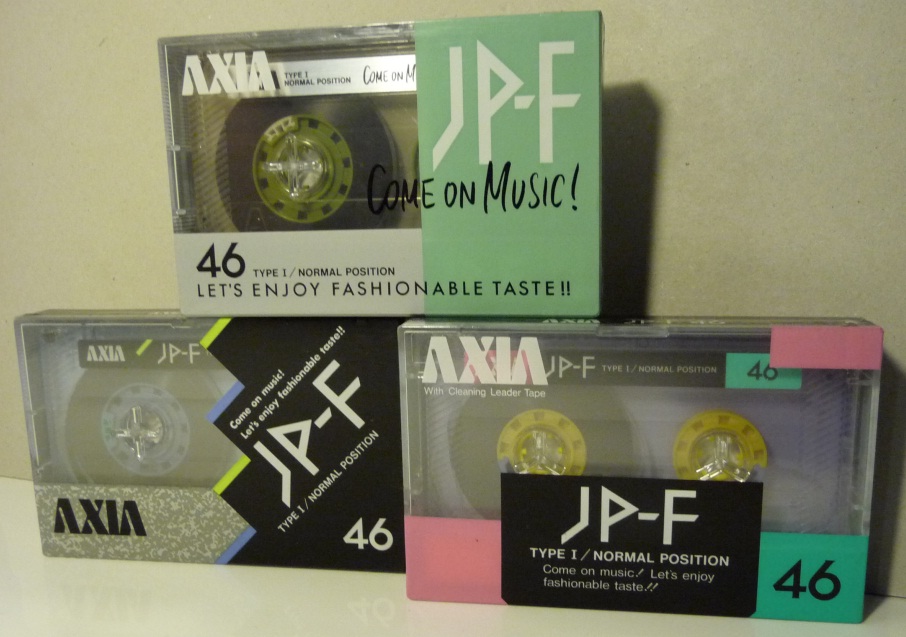 AXIA
TYPE I
NORMAL POSITION
COME ON M
JP-F
COME ON MUSIC!
46 TYPE I/NORMAL POSITION
LET'S ENJOY FASHIONABLE TASTE!!
AXIA JP-F
Come on music!
Let's enjoy fashionable taste!!
JP-F
TYPE I/NORMAL POSITION
AXIA
46
AXIA JP-F TYPE I/NORMAL POSITION 46
With Cleaning Leader Tape
JP-F
TYPE I/NORMAL POSITION
Come on music! Let's enjoy
fashionable taste!!
46